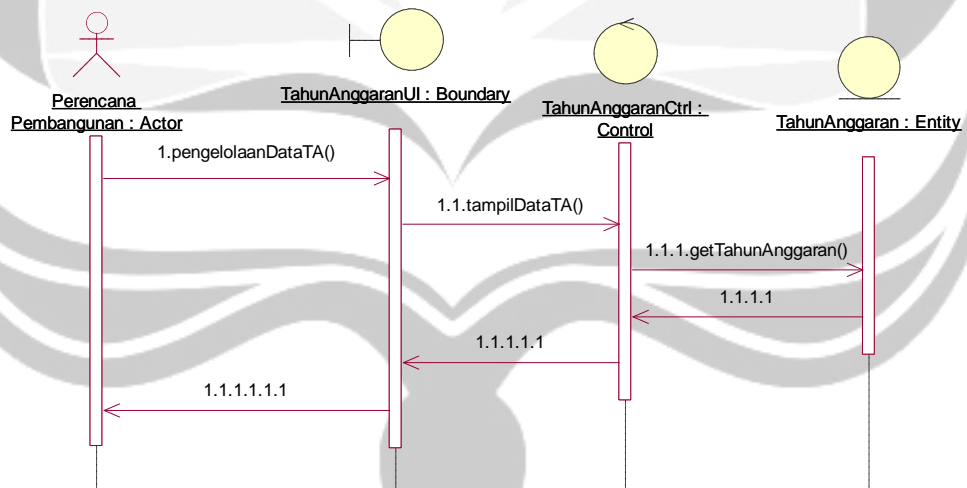 Perencana
Pembangunan : Actor
TahunAnggaranUI : Boundary
TahunAnggaranCtrl :
Control
TahunAnggaran : Entity
1.pengelolaanDataTA()
1.1.tampilDataTA()
1.1.1.getTahunAnggaran()
1.1.1.1
1.1.1.1.1
1.1.1.1.1.1